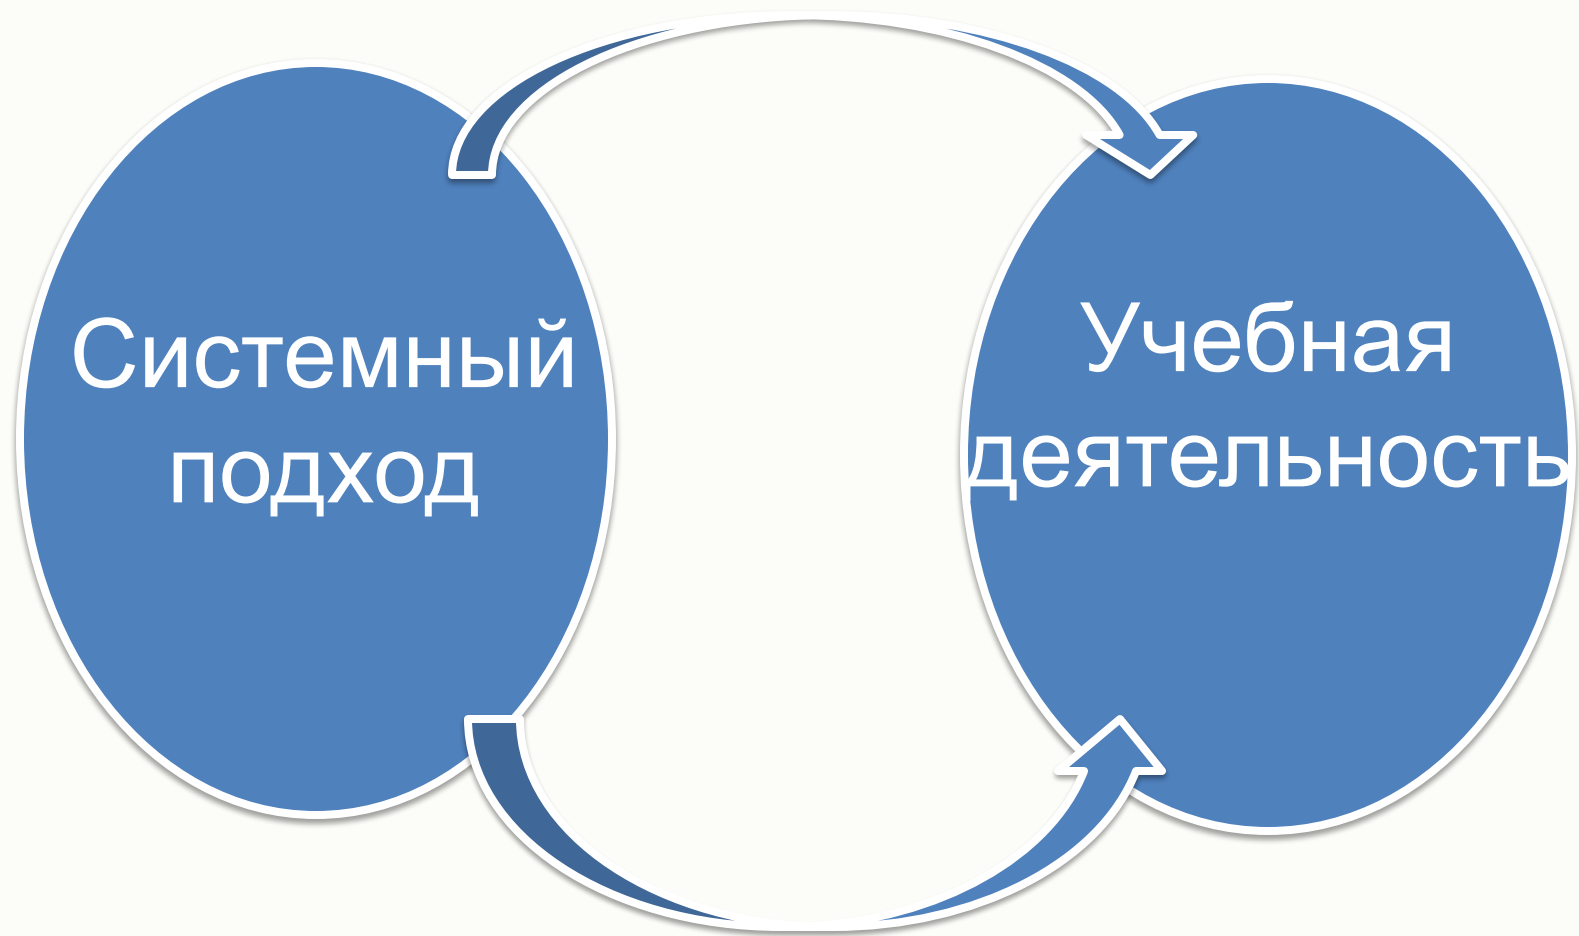 Системный
подход
Учебная
деятельность